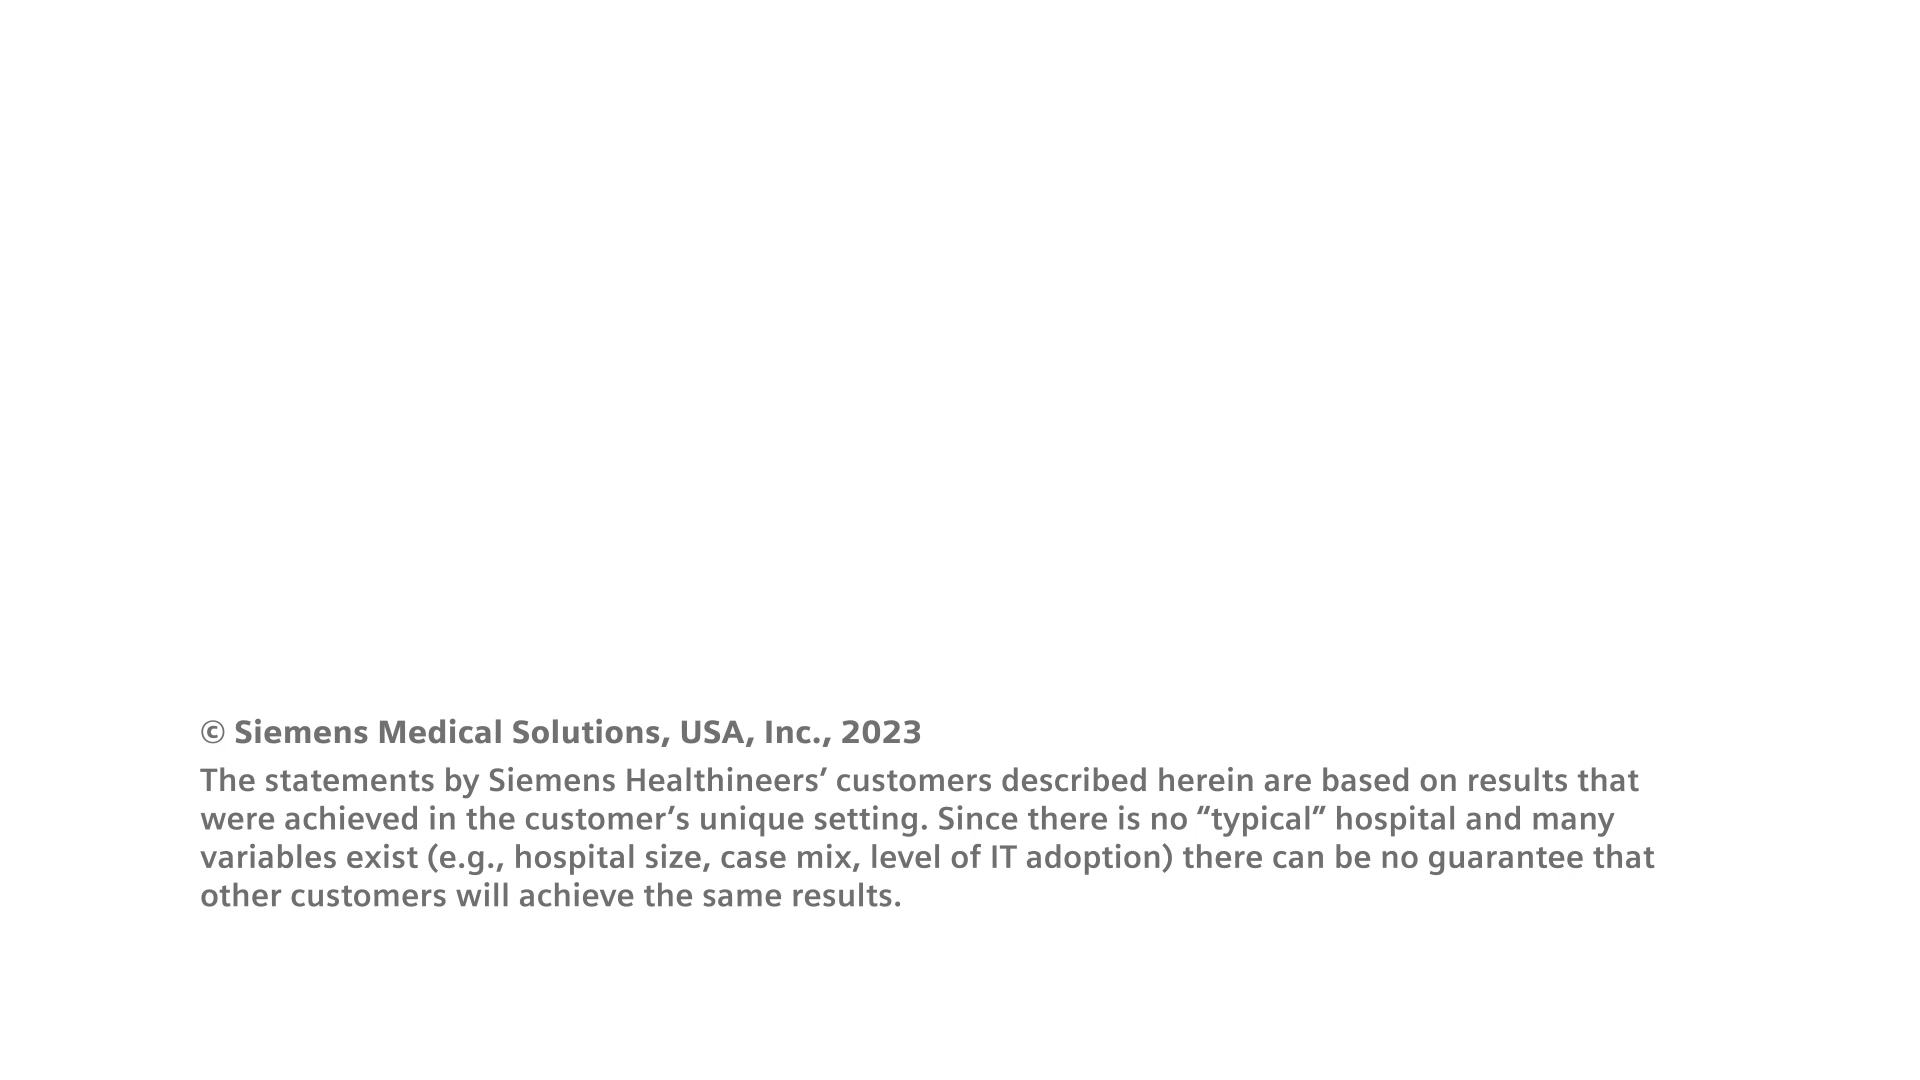 © Siemens Medical Solutions, USA, Inc., 2023
The statements by Siemens Healthineers’ customers described herein are based on results that
were achieved in the customer’s unique setting. Since there is no “typical” hospital and many
variables exist (e.g., hospital size, case mix, level of IT adoption) there can be no guarantee that
other customers will achieve the same results.